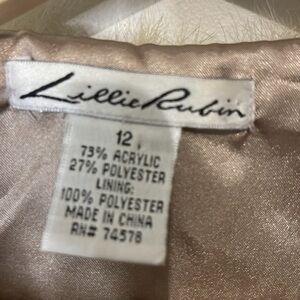 Lillie Rubin
12
73% ACRYLIC
27% POLYESTER
LINING:
100% POLYESTER
MADE IN CHINA
RN# 74578